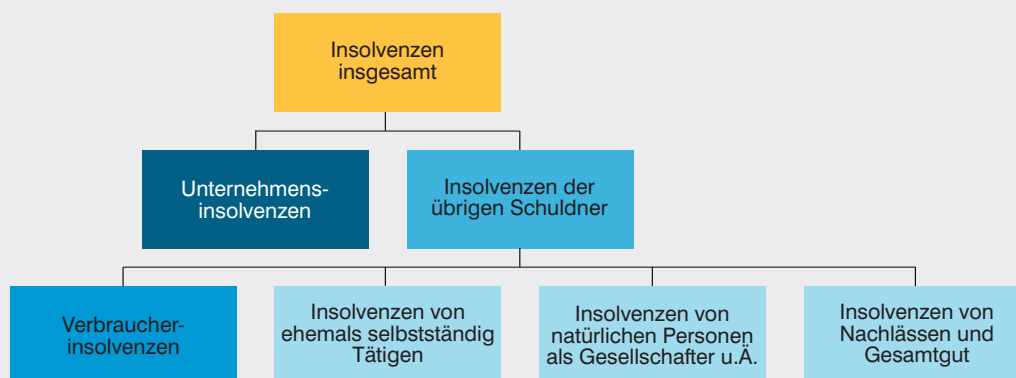 Insolvenzen
insgesamt
Unternehmens-
insolvenzen
Insolvenzen der
übrigen Schuldner
Verbraucher-
insolvenzen
Insolvenzen von
ehemals selbstständig
Tätigen
Insolvenzen von
natürlichen Personen
als Gesellschafter u.Ä.
Insolvenzen von
Nachlässen und
Gesamtgut